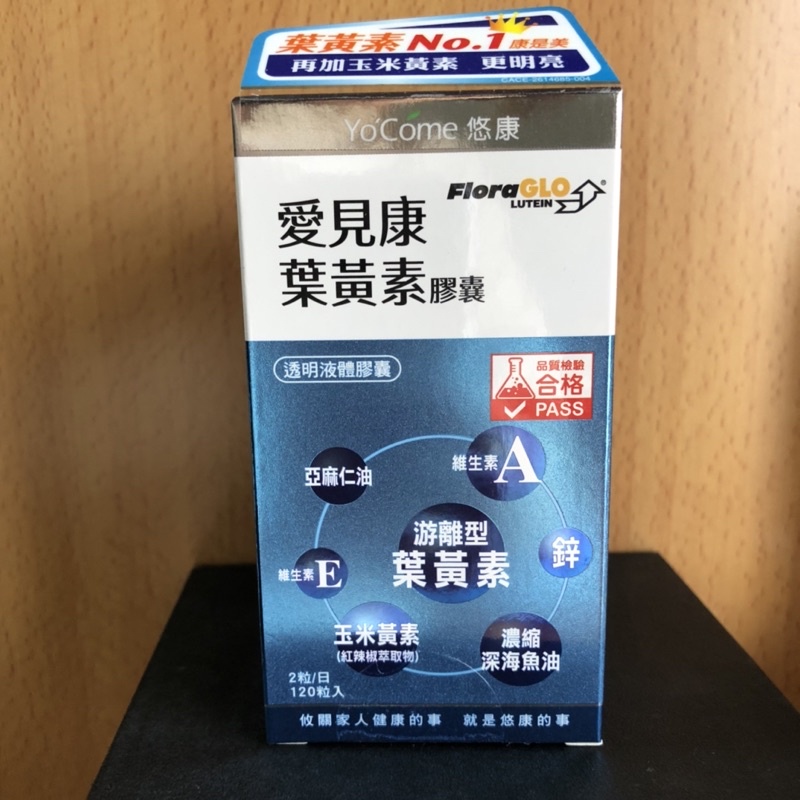 葉黃素No.1康是美
再加玉米黃素 更明亮
CACE-2614685-004
Yo'Come 悠康
FloraGLO®
LUTEIN
愛見康
葉黃素膠囊
透明液體膠囊
品質檢驗
合格
PASS
維生素A
亞麻仁油
游離型
葉黃素
鋅
維生素E
玉米黃素
(紅辣椒萃取物)
濃縮
深海魚油
2粒/日
120粒入
攸關家人健康的事 就是悠康的事